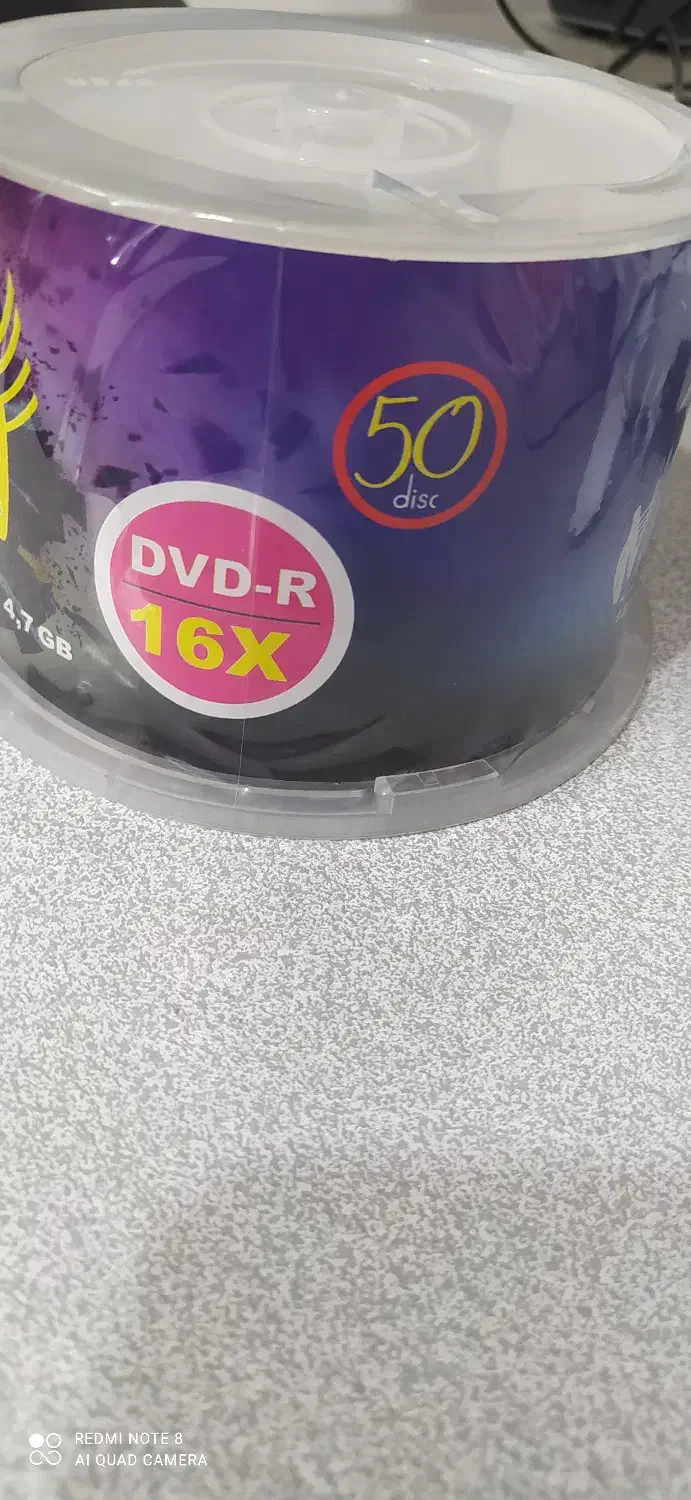 50
disc
DVD-R
16X
4,7 GB
REDMI NOTE 8
AI QUAD CAMERA